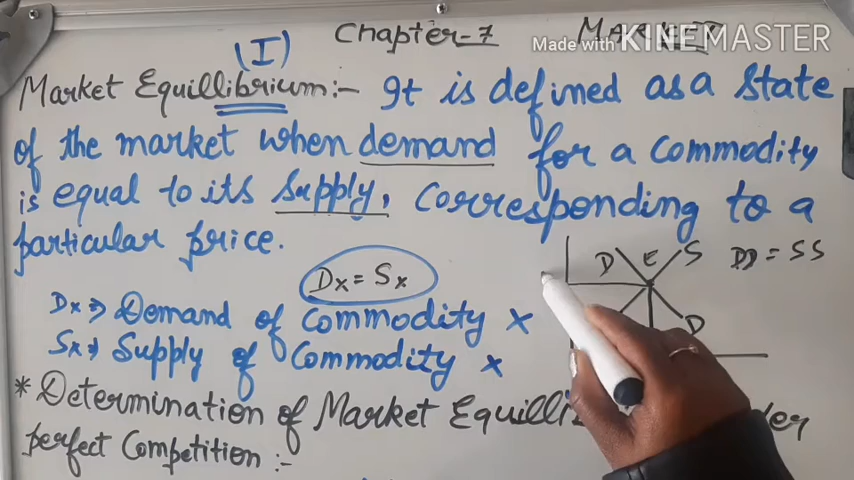 Chapter-7 MARKET
Made with KINEMASTER
(I)
Market Equillibrium:- It is defined as a State
of the market when demand for a Commodity
is equal to its Supply, Corresponding to a
particular price.
D E S DD = SS
Dx = Sx
Dx => Demand of Commodity x
D
Sx => Supply of Commodity x
* Determination of Market
perfect Competition :-